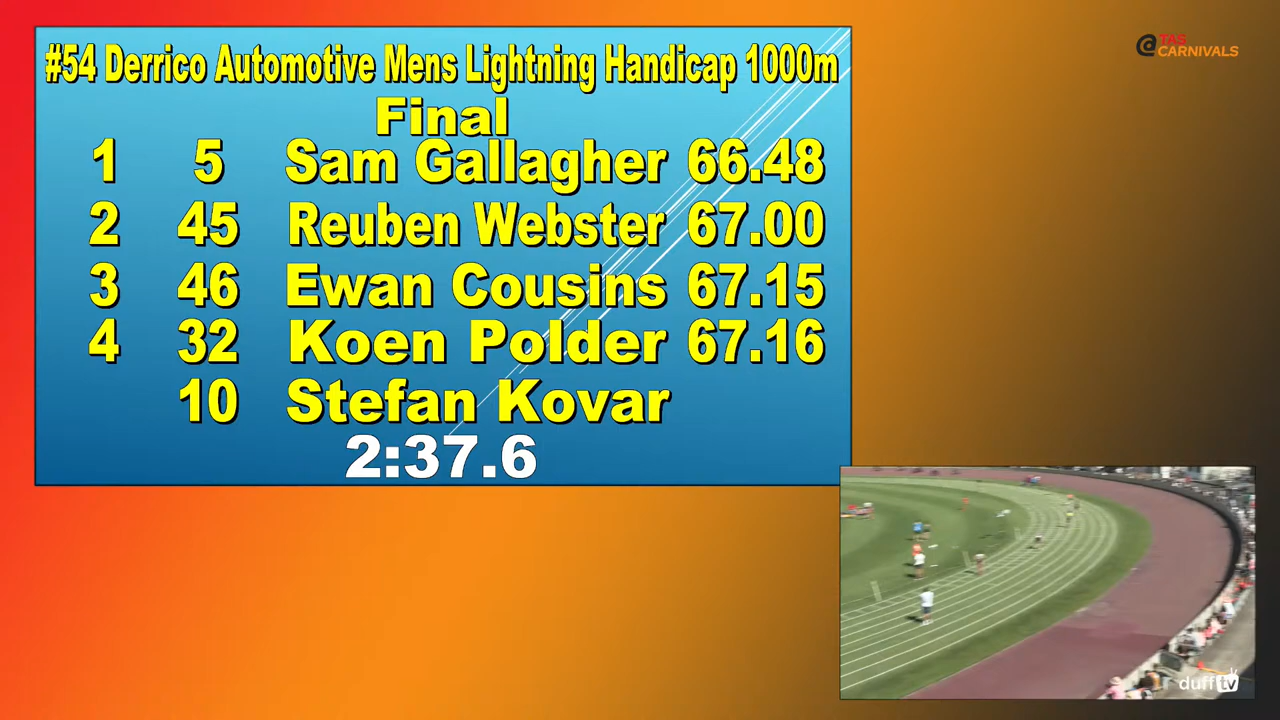 #54 Derrico Automotive Mens Lightning Handicap 1000m
Final
1 5 Sam Gallagher 66.48
2 45 Reuben Webster 67.00
3 46 Ewan Cousins 67.15
4 32 Koen Polder 67.16
10 Stefan Kovar
2:37.6
@TAS
CARNIVALS
duff tv